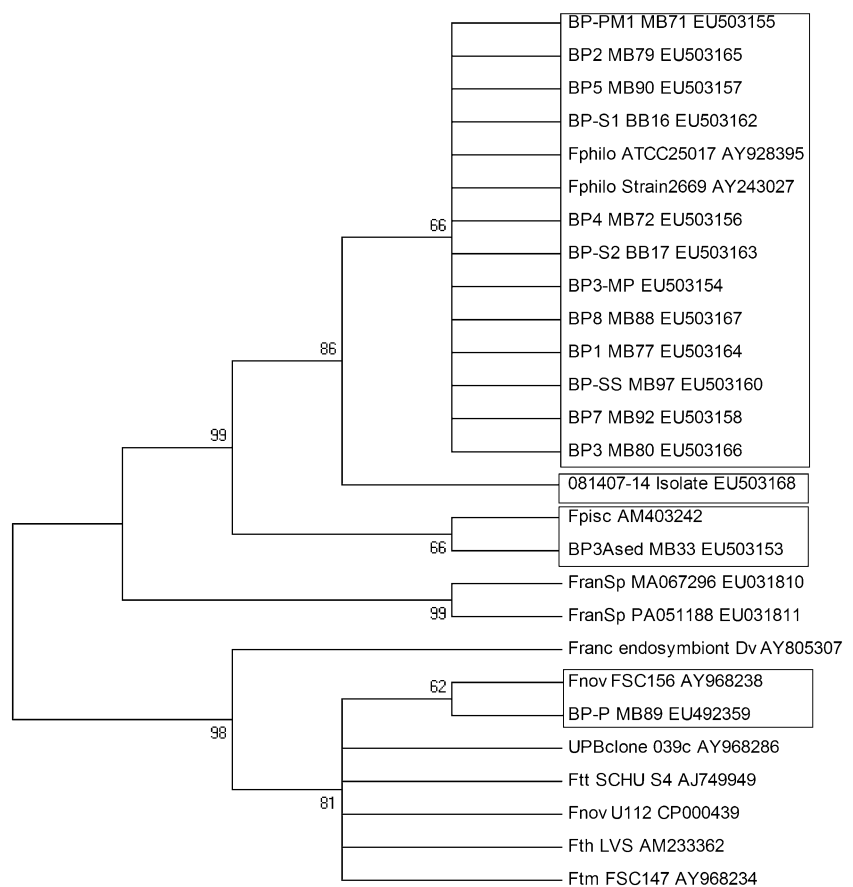 BP-PM1 MB71 EU503155
BP2 MB79 EU503165
BP5 MB90 EU503157
BP-S1 BB16 EU503162
Fphilo ATCC25017 AY928395
Fphilo Strain2669 AY243027
BP4 MB72 EU503156
66
BP-S2 BB17 EU503163
BP3-MP EU503154
BP8 MB88 EU503167
86
BP1 MB77 EU503164
BP-SS MB97 EU503160
BP7 MB92 EU503158
99
BP3 MB80 EU503166
081407-14 Isolate EU503168
Fpisc AM403242
66
BP3Ased MB33 EU503153
FranSp MA067296 EU031810
99
FranSp PA051188 EU031811
Franc endosymbiont Dv AY805307
62
Fnov FSC156 AY968238
BP-P MB89 EU492359
98
UPBclone 039c AY968286
Ftt SCHU S4 AJ749949
81
Fnov U112 CP000439
Fth LVS AM233362
Ftm FSC147 AY968234